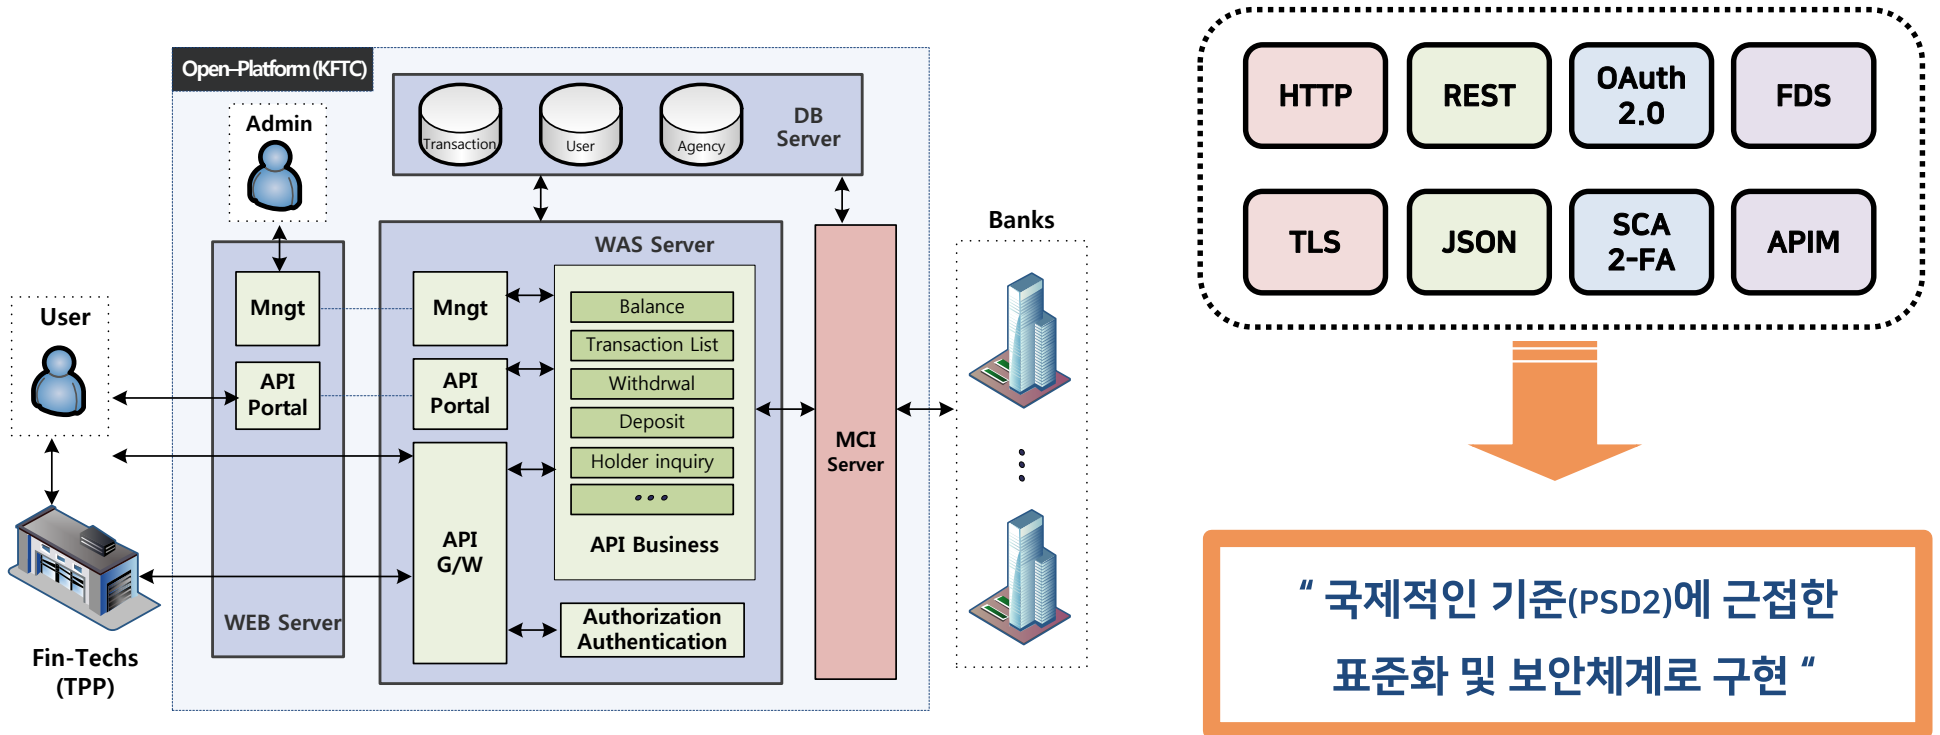 Open-Platform (KFTC)
Admin
Transaction
User
Agency
DB
Server
User
Mngt
API
Portal
WEB Server
WAS Server
Mngt
API
Portal
API
G/W
Balance
Transaction List
Withdrwal
Deposit
Holder inquiry
•••
API Business
Authorization
Authentication
MCI
Server
Banks
Fin-Techs
(TPP)
HTTP
REST
OAuth
2.0
FDS
TLS
JSON
SCA
2-FA
APIM
“ 국제적인 기준(PSD2)에 근접한
표준화 및 보안체계로 구현 “